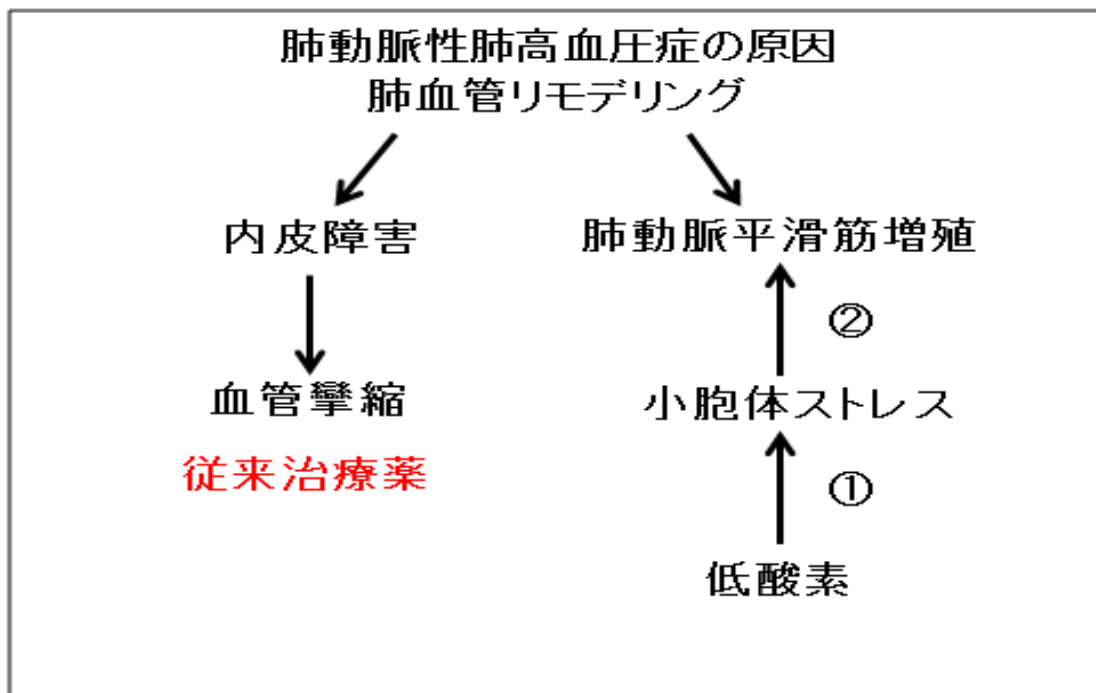 肺動脈性肺高血圧症の原因
肺血管リモデリング
内皮障害
肺動脈平滑筋増殖
②
血管攣縮
小胞体ストレス
従来治療薬
①
低酸素